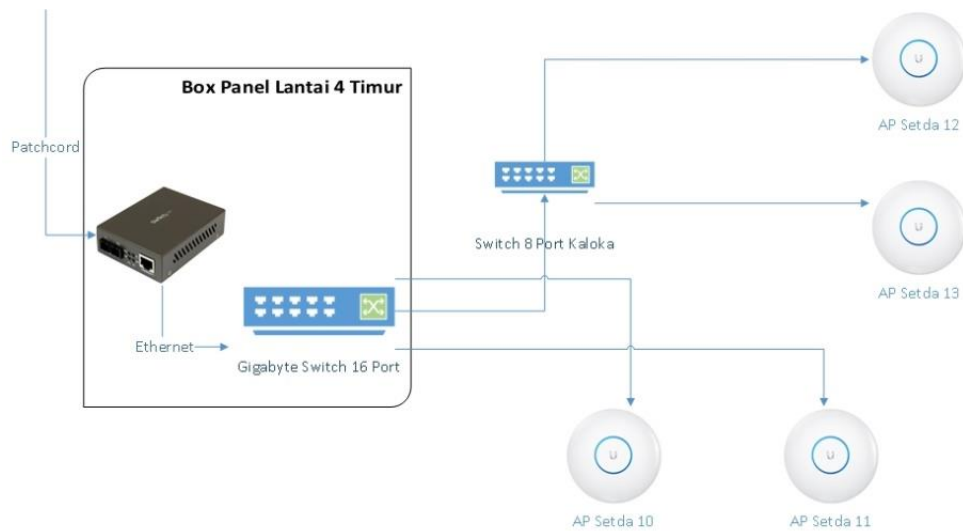 Box Panel Lantai 4 Timur
AP Setda 12
Patchcord
Switch 8 Port Kaloka
AP Setda 13
Ethernet
Gigabyte Switch 16 Port
AP Setda 10
AP Setda 11